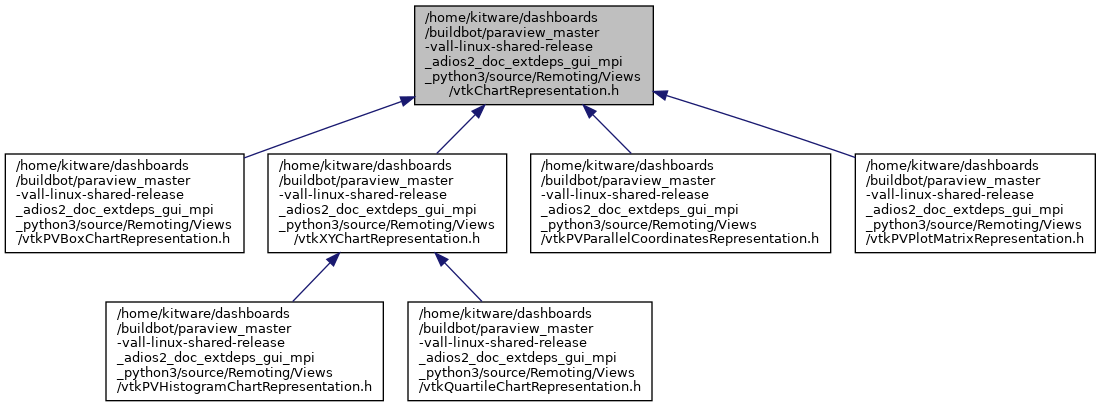 /home/kitware/dashboards
/buildbot/paraview_master
-vall-linux-shared-release
_adios2_doc_extdeps_gui_mpi
_python3/source/Remoting/Views
/vtkChartRepresentation.h
/home/kitware/dashboards
/buildbot/paraview_master
-vall-linux-shared-release
_adios2_doc_extdeps_gui_mpi
_python3/source/Remoting/Views
/vtkPVBoxChartRepresentation.h
/home/kitware/dashboards
/buildbot/paraview_master
-vall-linux-shared-release
_adios2_doc_extdeps_gui_mpi
_python3/source/Remoting/Views
/vtkXYChartRepresentation.h
/home/kitware/dashboards
/buildbot/paraview_master
-vall-linux-shared-release
_adios2_doc_extdeps_gui_mpi
_python3/source/Remoting/Views
/vtkPVParallelCoordinatesRepresentation.h
/home/kitware/dashboards
/buildbot/paraview_master
-vall-linux-shared-release
_adios2_doc_extdeps_gui_mpi
_python3/source/Remoting/Views
/vtkPVPlotMatrixRepresentation.h
/home/kitware/dashboards
/buildbot/paraview_master
-vall-linux-shared-release
_adios2_doc_extdeps_gui_mpi
_python3/source/Remoting/Views
/vtkPVHistogramChartRepresentation.h
/home/kitware/dashboards
/buildbot/paraview_master
-vall-linux-shared-release
_adios2_doc_extdeps_gui_mpi
_python3/source/Remoting/Views
/vtkQuartileChartRepresentation.h